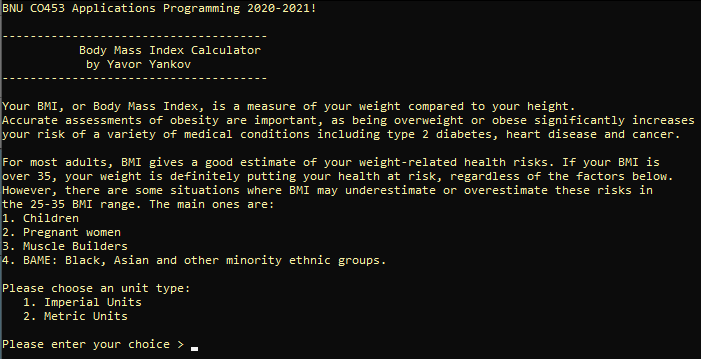 BNU CO453 Applications Programming 2020-2021!
------------------------------------
Body Mass Index Calculator
by Yavor Yankov
------------------------------------
Your BMI, or Body Mass Index, is a measure of your weight compared to your height.
Accurate assessments of obesity are important, as being overweight or obese significantly increases
your risk of a variety of medical conditions including type 2 diabetes, heart disease and cancer.
For most adults, BMI gives a good estimate of your weight-related health risks. If your BMI is
over 35, your weight is definitely putting your health at risk, regardless of the factors below.
However, there are some situations where BMI may underestimate or overestimate these risks in
the 25-35 BMI range. The main ones are:
1. Children
2. Pregnant women
3. Muscle Builders
4. BAME: Black, Asian and other minority ethnic groups.
Please choose an unit type:
1. Imperial Units
2. Metric Units
Please enter your choice > _